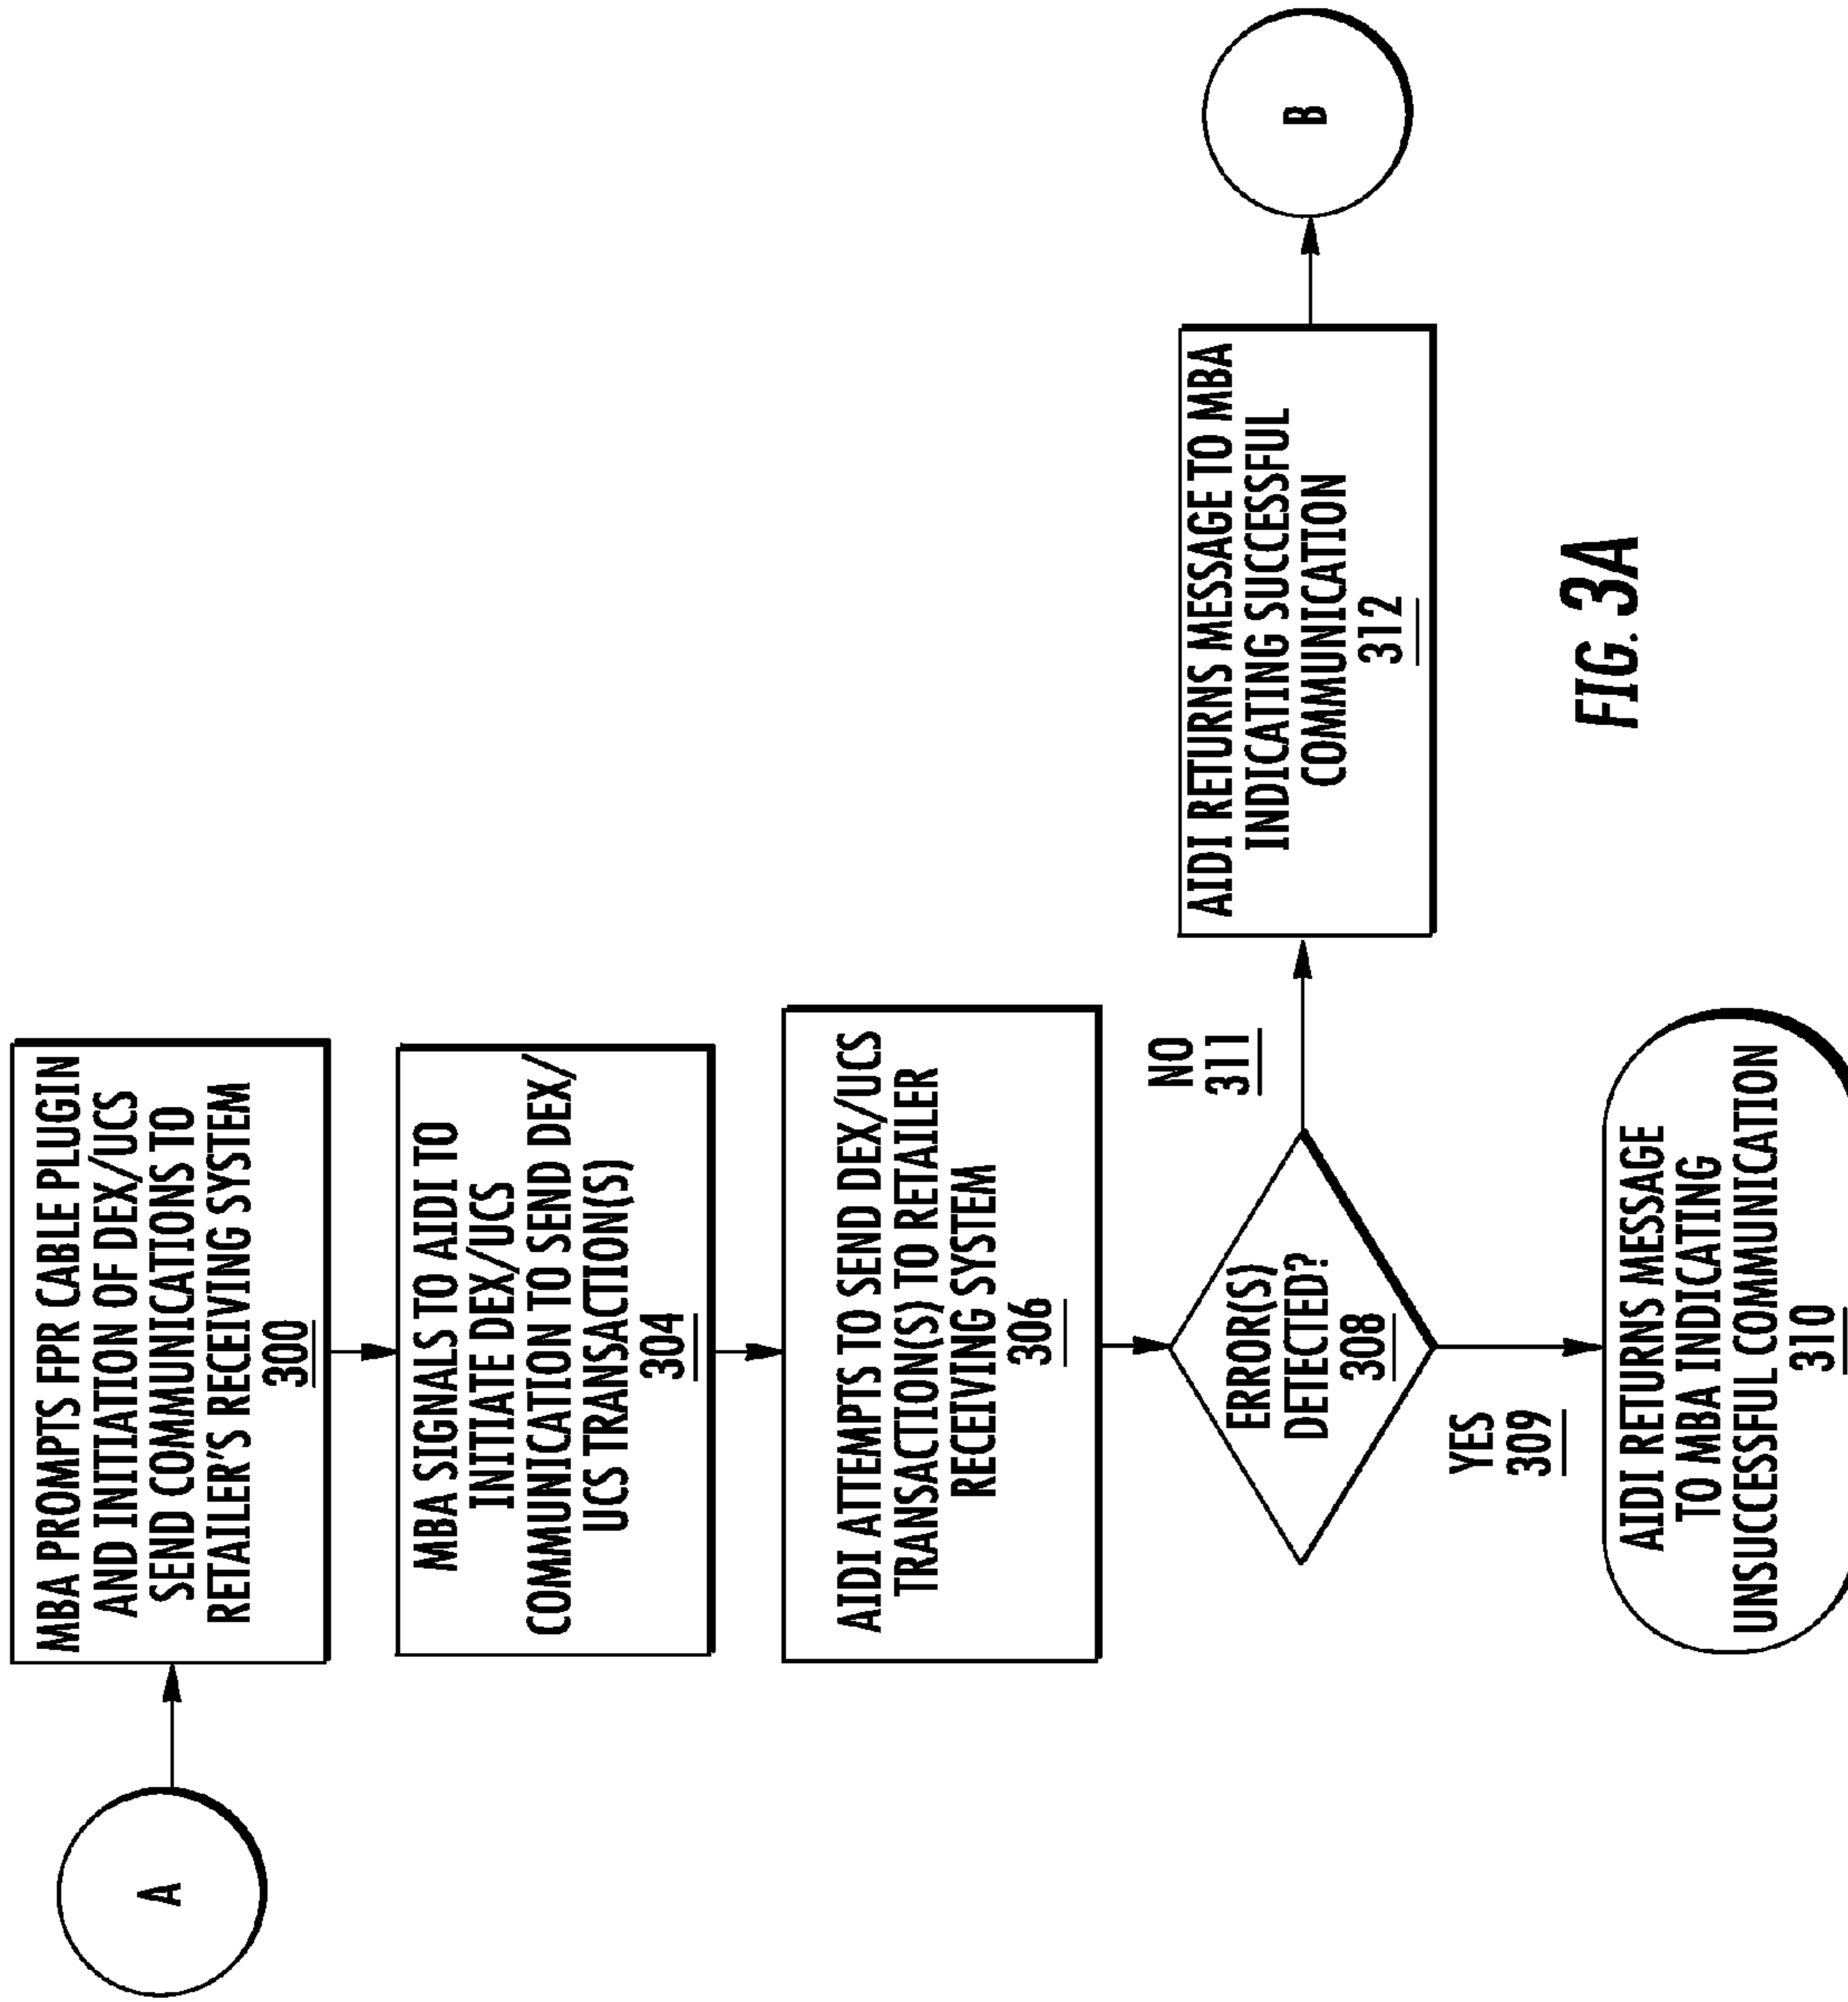 A
MBA PROMPTS FPR CABLE PLUGIN
AND INITIATION OF DEX/UCS
SEND COMMUNICATIONS TO
RETAILER'S RECEIVING SYSTEM
300
MBA SIGNALS TO AIDI TO
INITIATE DEX/UCS
COMMUNICATION TO SEND DEX/
UCS TRANSACTION(S)
304
AIDI ATTEMPTS TO SEND DEX/UCS
TRANSACTION(S) TO RETAILER
RECEIVING SYSTEM
306
ERROR(S)
DETECTED?
308
YES
309
NO
311
AIDI RETURNS MESSAGE
TO MBA INDICATING
UNSUCCESSFUL COMMUNICATION
310
AIDI RETURNS MESSAGE TO MBA
INDICATING SUCCESSFUL
COMMUNICATION
312
B
FIG. 3A